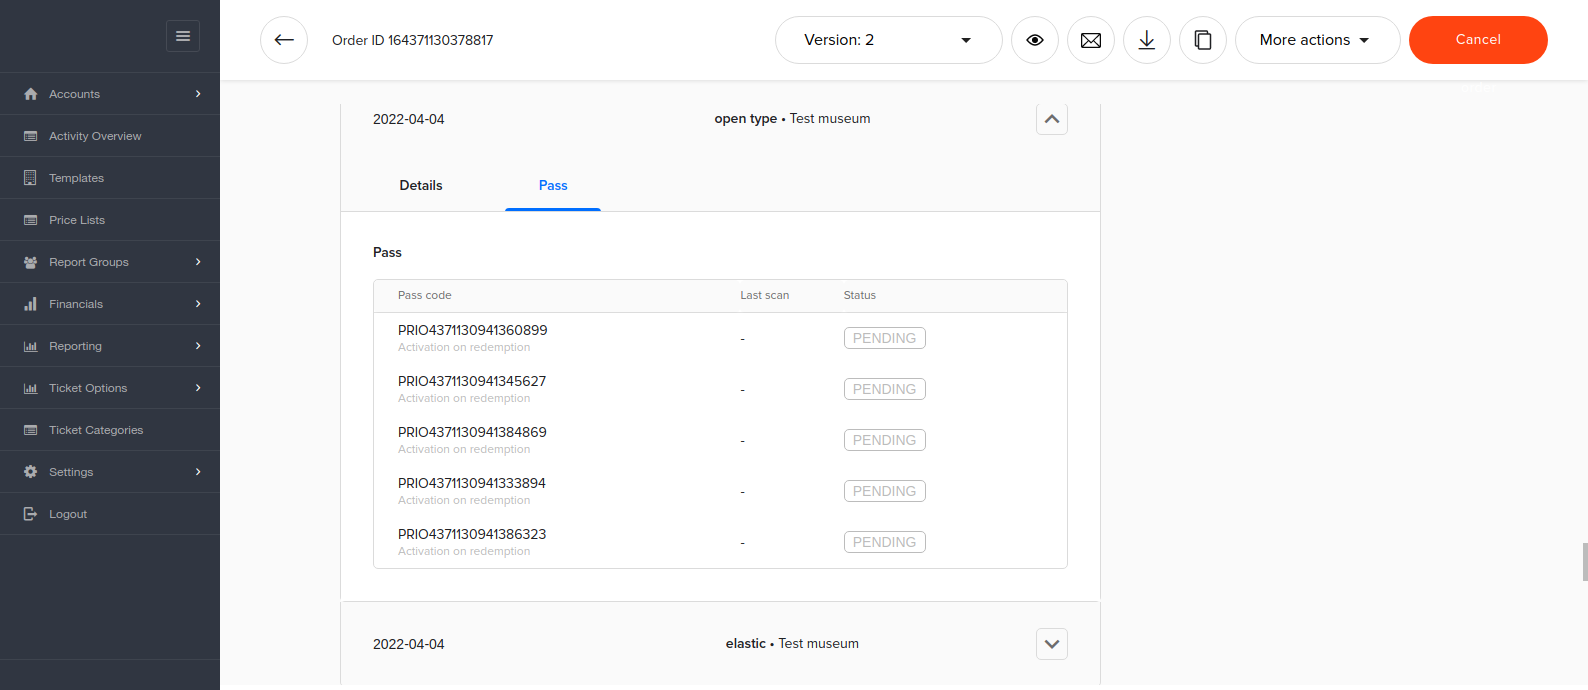 Order ID 164371130378817
Version: 2
More actions
Cancel
Accounts
Activity Overview
Templates
Price Lists
Report Groups
Financials
Reporting
Ticket Options
Ticket Categories
Settings
Logout
2022-04-04 open type • Test museum
Details Pass
Pass
Pass code Last scan Status
PRIO4371130941360899 - PENDING
Activation on redemption
PRIO4371130941345627 - PENDING
Activation on redemption
PRIO4371130941384869 - PENDING
Activation on redemption
PRIO4371130941333894 - PENDING
Activation on redemption
PRIO4371130941386323 - PENDING
Activation on redemption
2022-04-04 elastic • Test museum